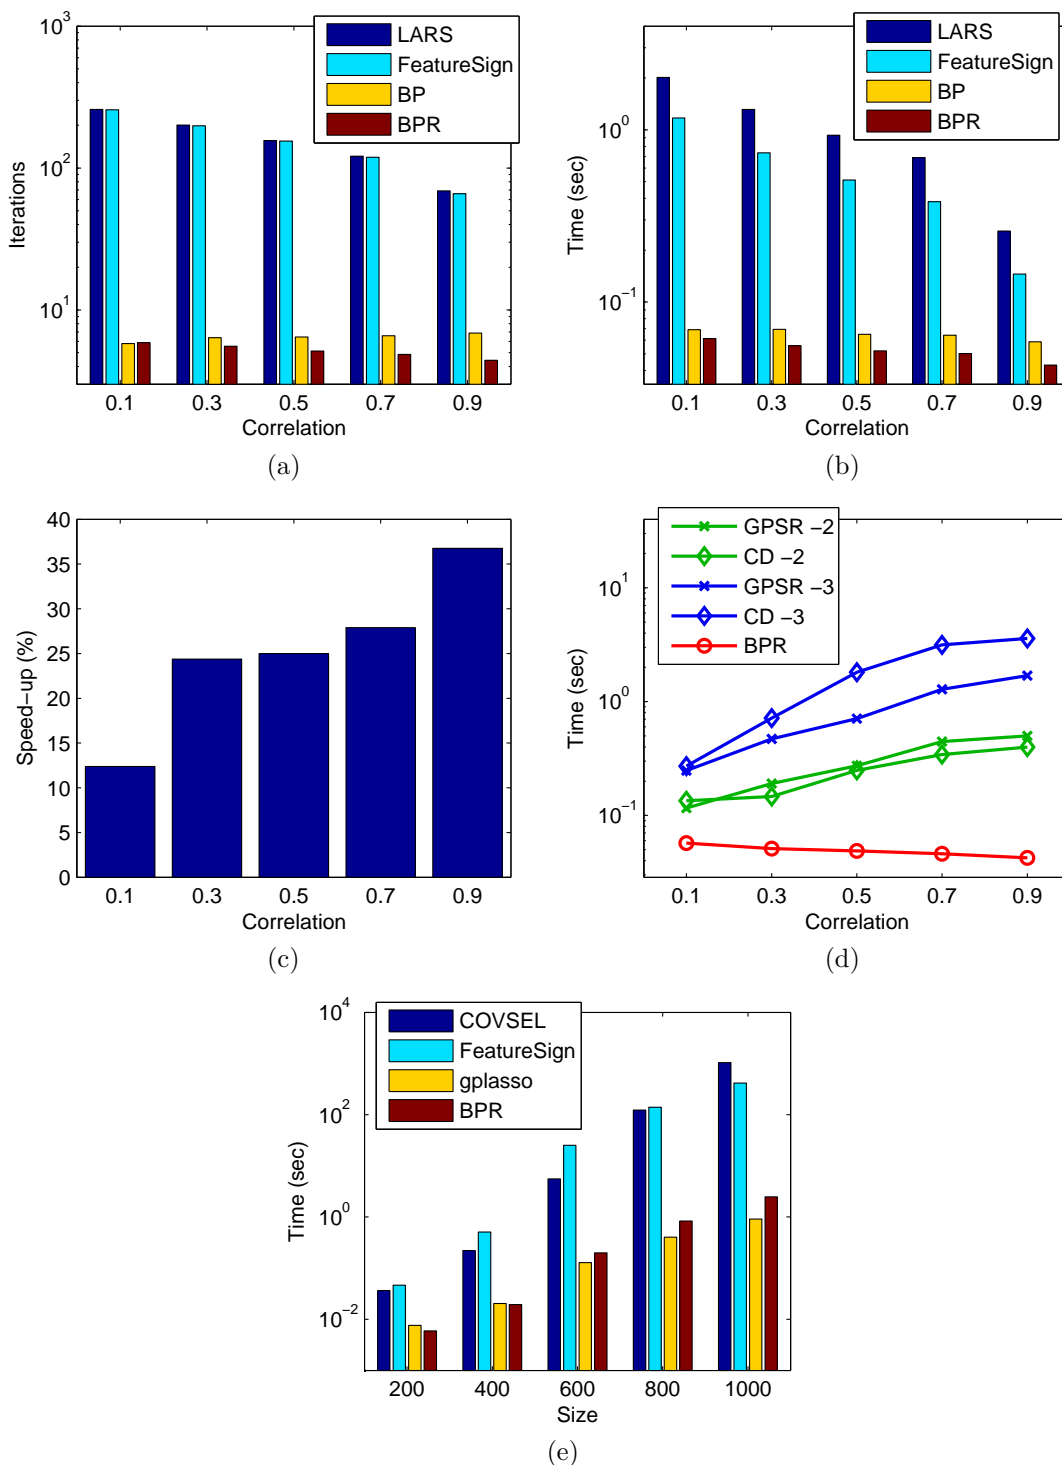 10^3
10^2
10^1
Iterations
LARS
FeatureSign
BP
BPR
0.1 0.3 0.5 0.7 0.9
Correlation
(a)
10^0
10^−1
Time (sec)
LARS
FeatureSign
BP
BPR
0.1 0.3 0.5 0.7 0.9
Correlation
(b)
40
35
30
25
20
15
10
5
0
Speed−up (%)
0.1 0.3 0.5 0.7 0.9
Correlation
(c)
10^1
10^0
10^−1
Time (sec)
GPSR −2
CD −2
GPSR −3
CD −3
BPR
0.1 0.3 0.5 0.7 0.9
Correlation
(d)
10^4
10^2
10^0
10^−2
Time (sec)
COVSEL
FeatureSign
gplasso
BPR
200 400 600 800 1000
Size
(e)